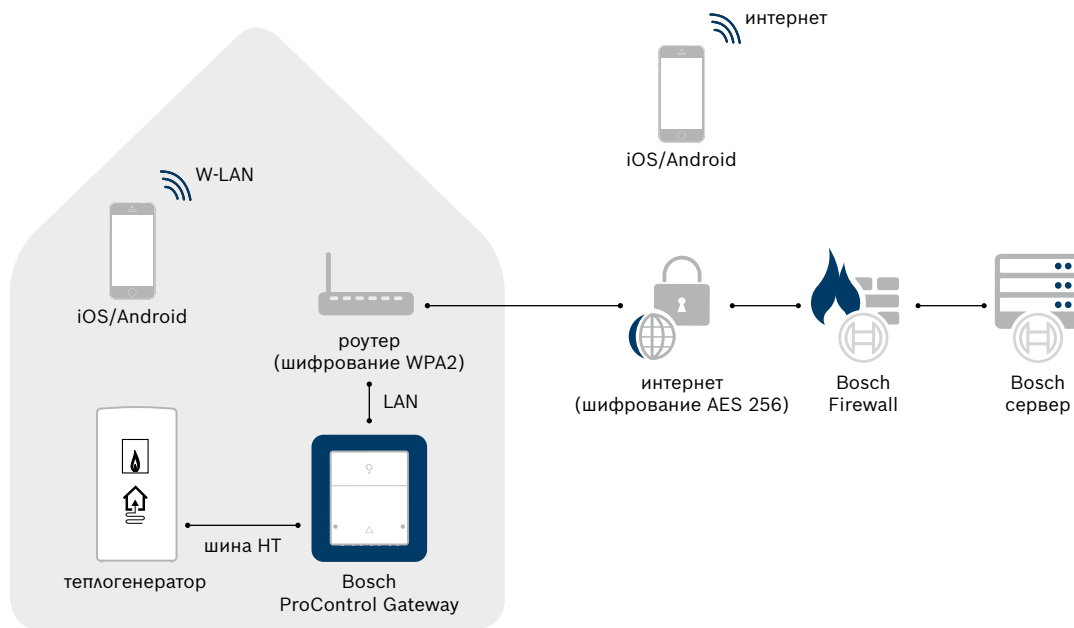 интернет
iOS/Android
W-LAN
iOS/Android
роутер
(шифрование WPA2)
LAN
интернет
(шифрование AES 256)
Bosch
Firewall
Bosch
сервер
шина HT
теплогенератор
Bosch
ProControl Gateway